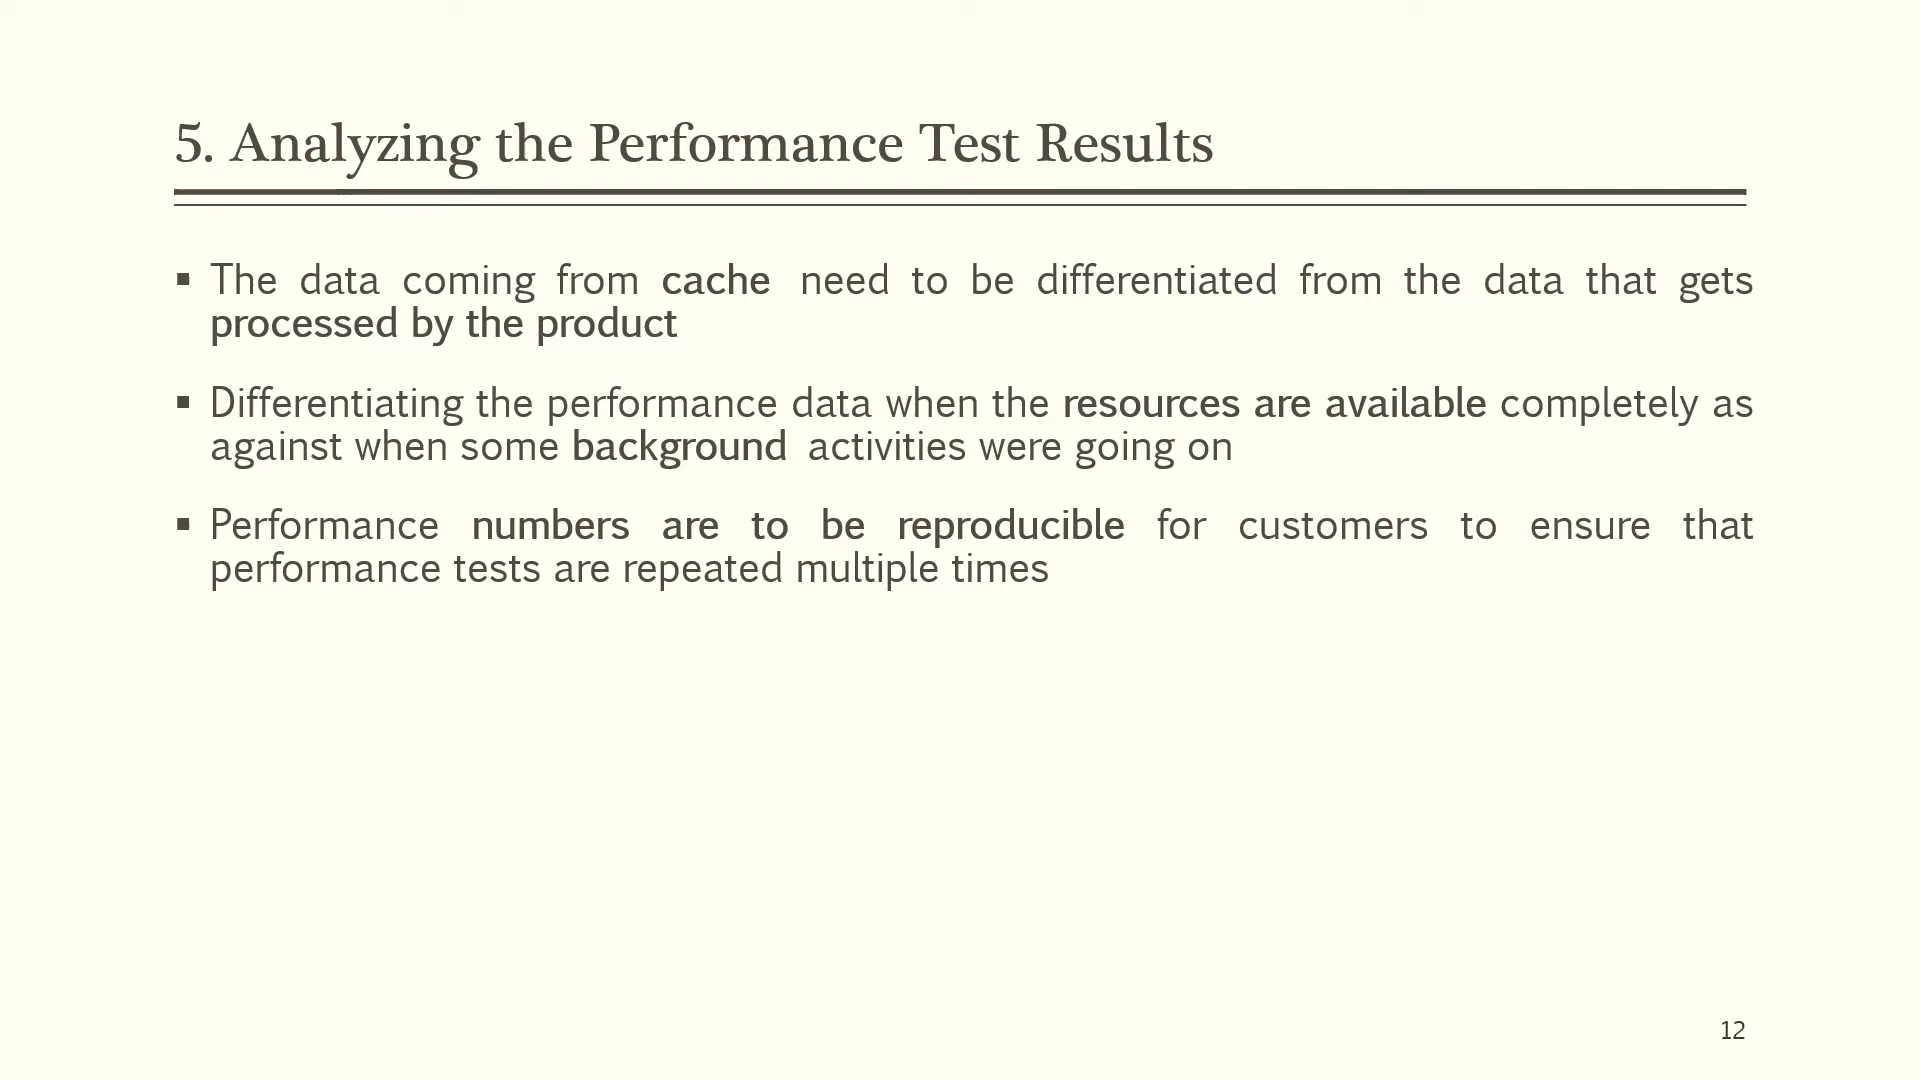 5. Analyzing the Performance Test Results
▪ The data coming from cache need to be differentiated from the data that gets
processed by the product
▪ Differentiating the performance data when the resources are available completely as
against when some background activities were going on
▪ Performance numbers are to be reproducible for customers to ensure that
performance tests are repeated multiple times
12